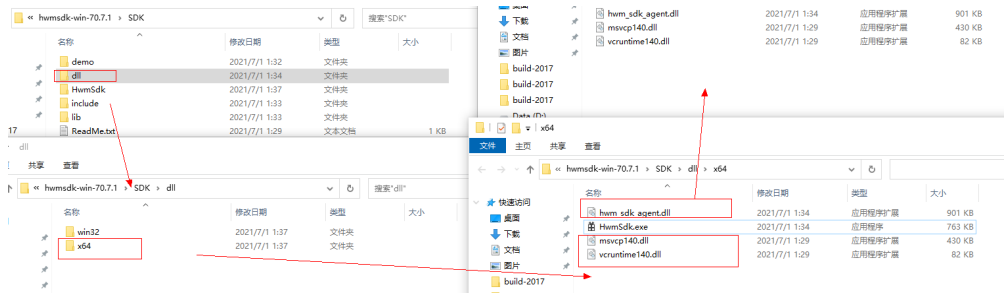 « hwmsdk-win-70.7.1 › SDK
搜索"SDK"
名称 修改日期 类型 大小
demo 2021/7/1 1:32 文件夹
dll 2021/7/1 1:34 文件夹
HwmSdk 2021/7/1 1:37 文件夹
include 2021/7/1 1:33 文件夹
lib 2021/7/1 1:33 文件夹
17 ReadMe.txt 2021/7/1 1:29 文本文档 1 KB
dll
共享 查看
« hwmsdk-win-70.7.1 › SDK › dll
搜索"dll"
名称 修改日期 类型 大小
win32 2021/7/1 1:37 文件夹
x64 2021/7/1 1:37 文件夹
桌面
下载
文档
图片
build-2017
build-2017
build-2017
Data (D:)
hwm_sdk_agent.dll 2021/7/1 1:34 应用程序扩展 901 KB
msvcp140.dll 2021/7/1 1:29 应用程序扩展 430 KB
vcruntime140.dll 2021/7/1 1:29 应用程序扩展 82 KB
x64
文件 主页 共享 查看
« hwmsdk-win-70.7.1 › SDK › dll › x64
名称 修改日期 类型 大小
快速访问
桌面
下载
文档
图片
build-2017
hwm_sdk_agent.dll 2021/7/1 1:34 应用程序扩展 901 KB
HwmSdk.exe 2021/7/1 1:34 应用程序 763 KB
msvcp140.dll 2021/7/1 1:29 应用程序扩展 430 KB
vcruntime140.dll 2021/7/1 1:29 应用程序扩展 82 KB